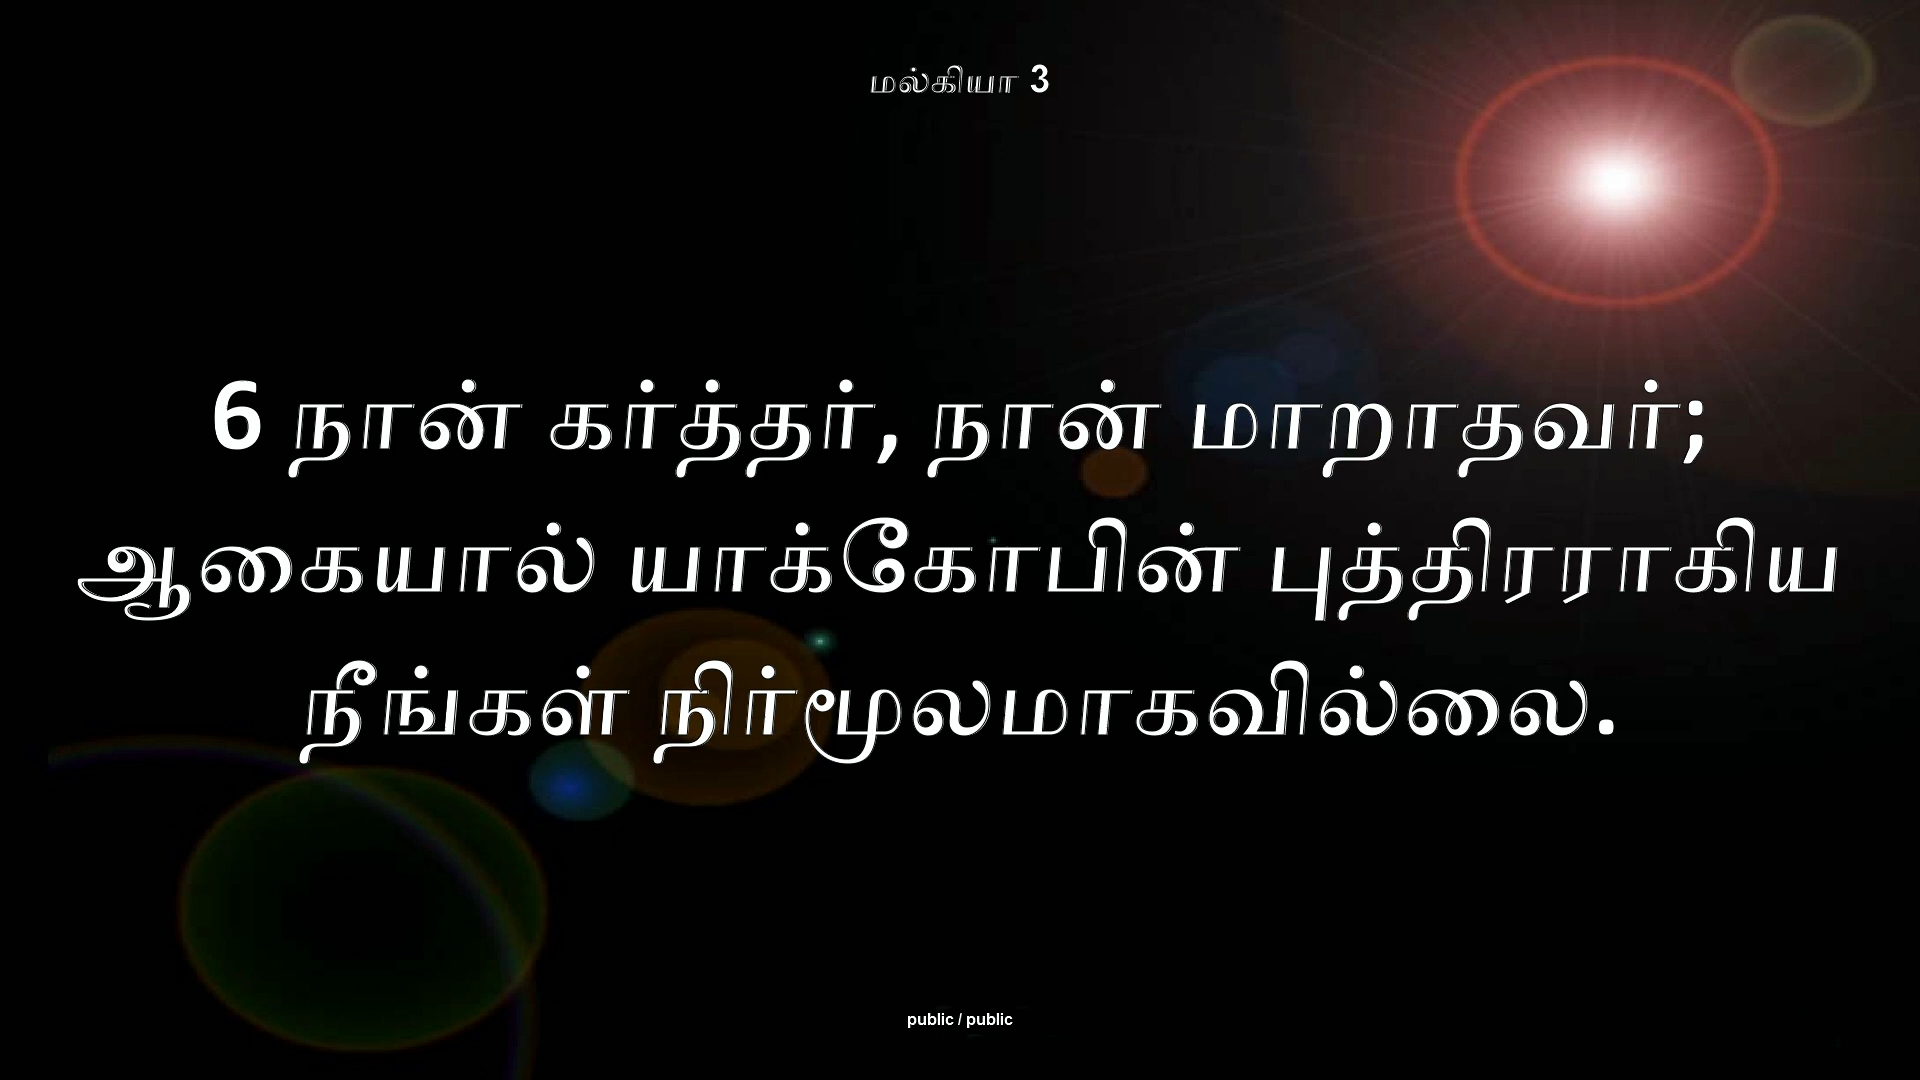 மல்கியா 3
6 நான் கர்த்தர், நான் மாறாதவர்;
ஆகையால் யாக்கோபின் புத்திரராகிய
நீங்கள் நிர்மூலமாகவில்லை.
public / public